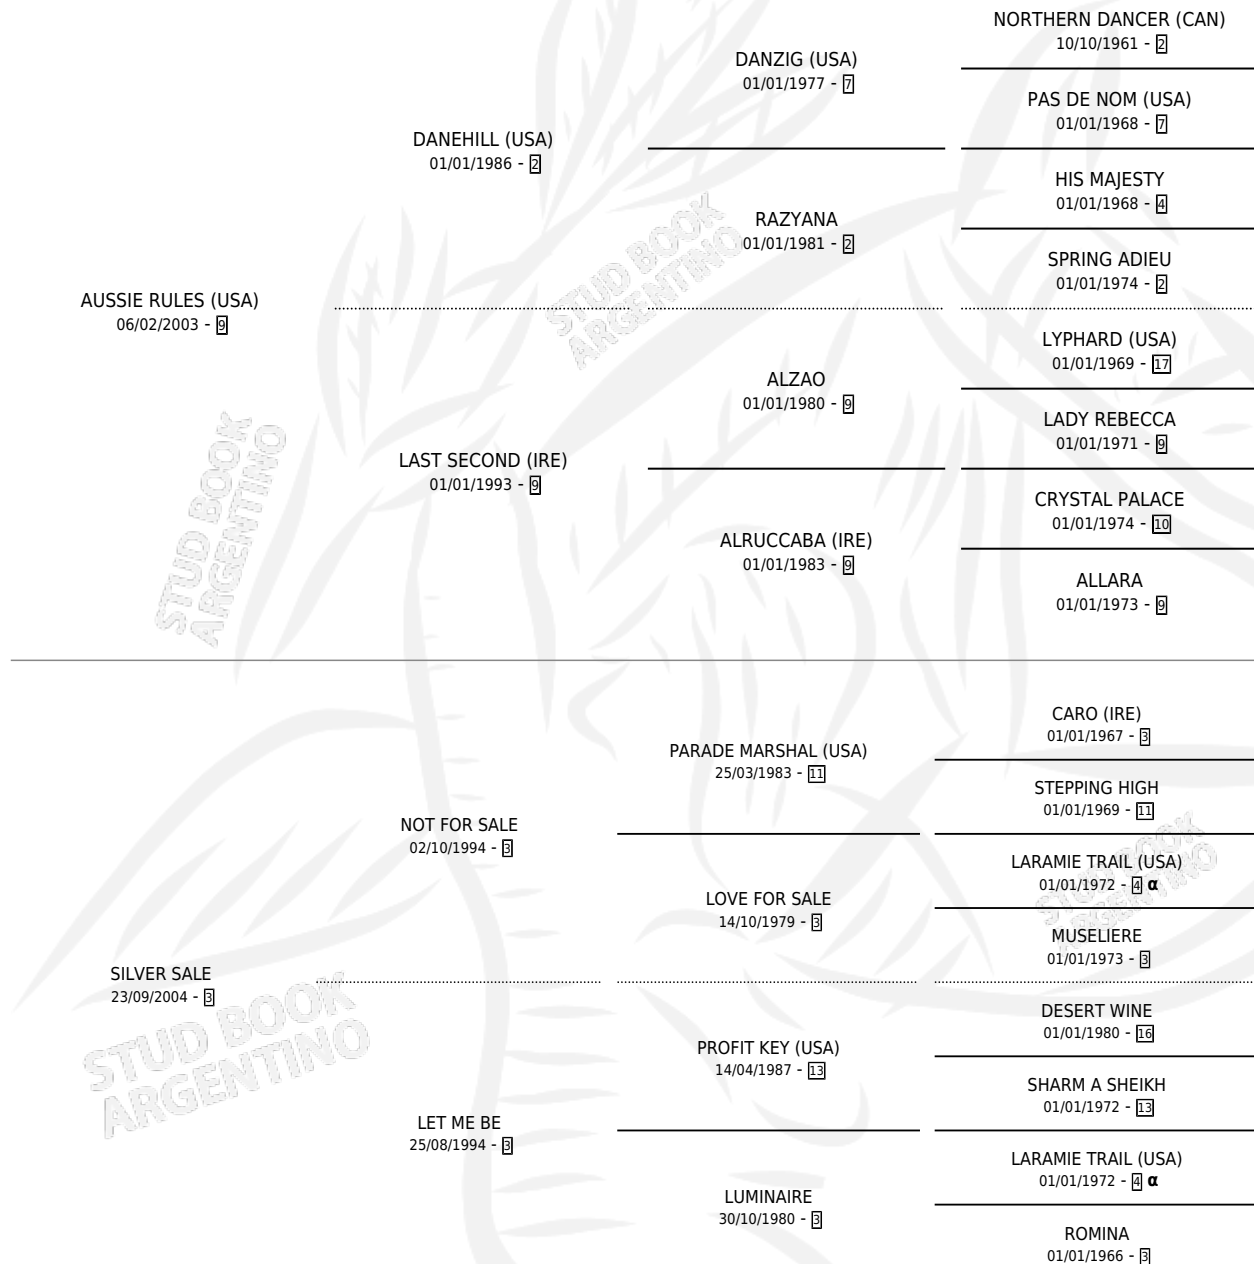 NORTHERN DANCER (CAN)
10/10/1961 - 2
DANZIG (USA)
01/01/1977 - 7
PAS DE NOM (USA)
01/01/1968 - 7
DANEHILL (USA)
01/01/1986 - 2
HIS MAJESTY
01/01/1968 - 4
RAZYANA
01/01/1981 - 2
SPRING ADIEU
01/01/1974 - 2
AUSSIE RULES (USA)
06/02/2003 - 9
LYPHARD (USA)
01/01/1969 - 17
ALZAO
01/01/1980 - 9
LADY REBECCA
01/01/1971 - 9
LAST SECOND (IRE)
01/01/1993 - 9
CRYSTAL PALACE
01/01/1974 - 10
ALRUCCABA (IRE)
01/01/1983 - 9
ALLARA
01/01/1973 - 9
CARO (IRE)
01/01/1967 - 3
PARADE MARSHAL (USA)
25/03/1983 - 11
STEPPING HIGH
01/01/1969 - 11
NOT FOR SALE
02/10/1994 - 3
LARAMIE TRAIL (USA)
01/01/1972 - 4 α
LOVE FOR SALE
14/10/1979 - 3
MUSELIERE
01/01/1973 - 3
SILVER SALE
23/09/2004 - 3
DESERT WINE
01/01/1980 - 16
PROFIT KEY (USA)
14/04/1987 - 13
SHARM A SHEIKH
01/01/1972 - 13
LET ME BE
25/08/1994 - 3
LARAMIE TRAIL (USA)
01/01/1972 - 4 α
LUMINAIRE
30/10/1980 - 3
ROMINA
01/01/1966 - 3
STUD BOOK
ARGENTINO
STUD BOOK
ARGENTINO
STUD BOOK
ARGENTINO
STUD BOOK
ARGENTINO